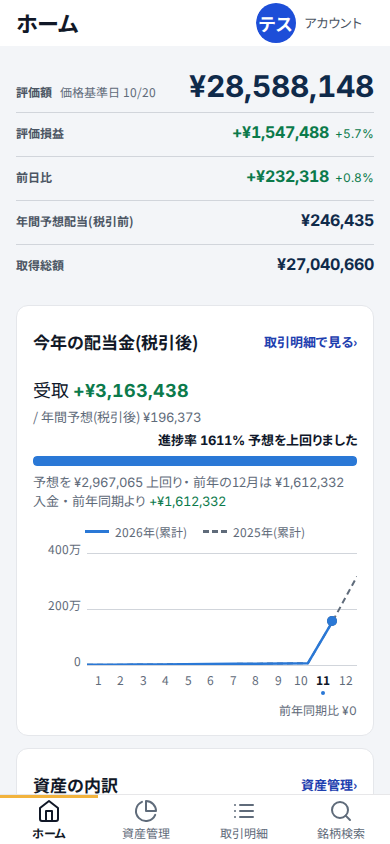 ホーム
テス アカウント
評価額 価格基準日 10/20 ¥28,588,148
評価損益 +¥1,547,488 +5.7%
前日比 +¥232,318 +0.8%
年間予想配当(税引前) ¥246,435
取得総額 ¥27,040,660
今年の配当金(税引後) 取引明細で見る›
受取 +¥3,163,438
/ 年間予想(税引後) ¥196,373
進捗率 1611% 予想を上回りました
予想を ¥2,967,065 上回り・前年の12月は ¥1,612,332
入金・前年同期より +¥1,612,332
2026年(累計) 2025年(累計)
400万
200万
0
1 2 3 4 5 6 7 8 9 10 11 12
前年同期比 ¥0
資産の内訳 資産管理›
ホーム 資産管理 取引明細 銘柄検索